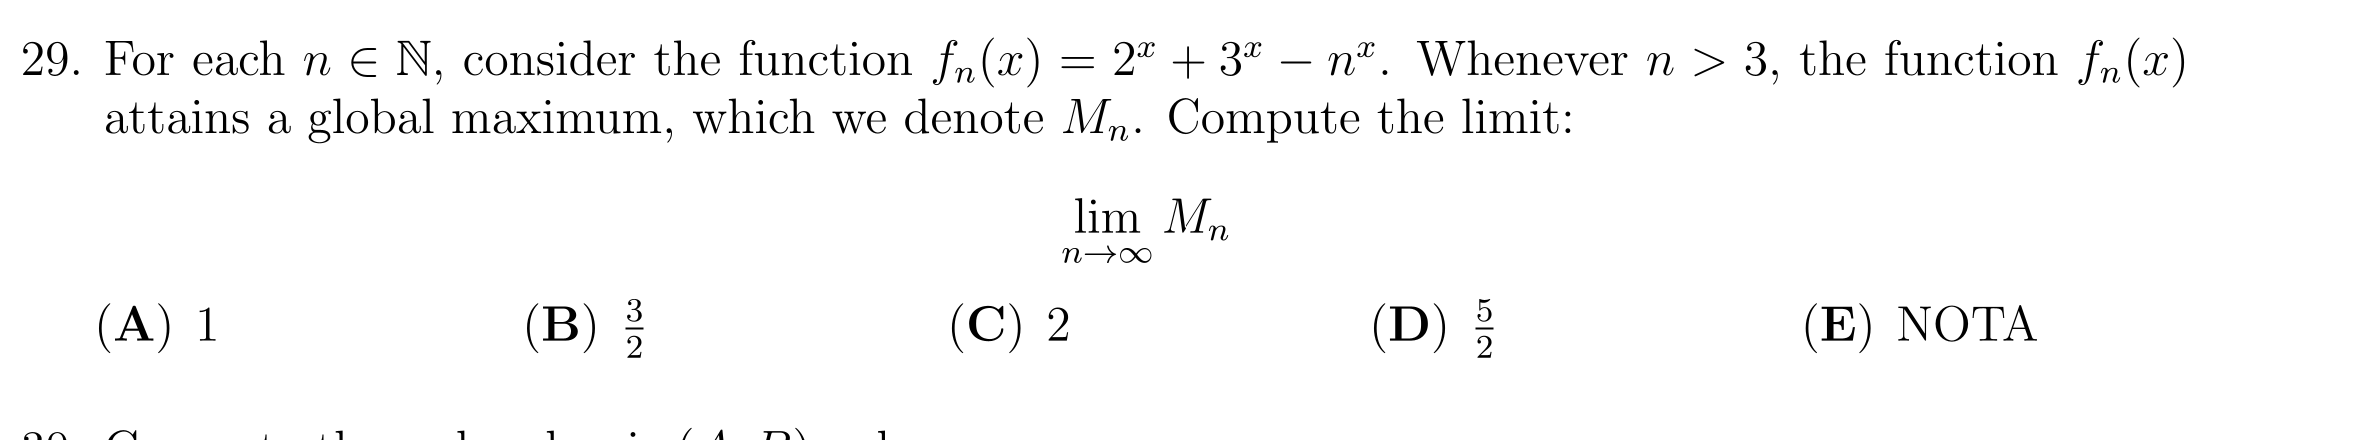 29. For each n ∈ ℕ, consider the function fₙ(x) = 2ˣ + 3ˣ − nˣ. Whenever n > 3, the function fₙ(x)
attains a global maximum, which we denote Mₙ. Compute the limit:
lim Mₙ
n→∞
(A) 1 (B) 3/2 (C) 2 (D) 5/2 (E) NOTA